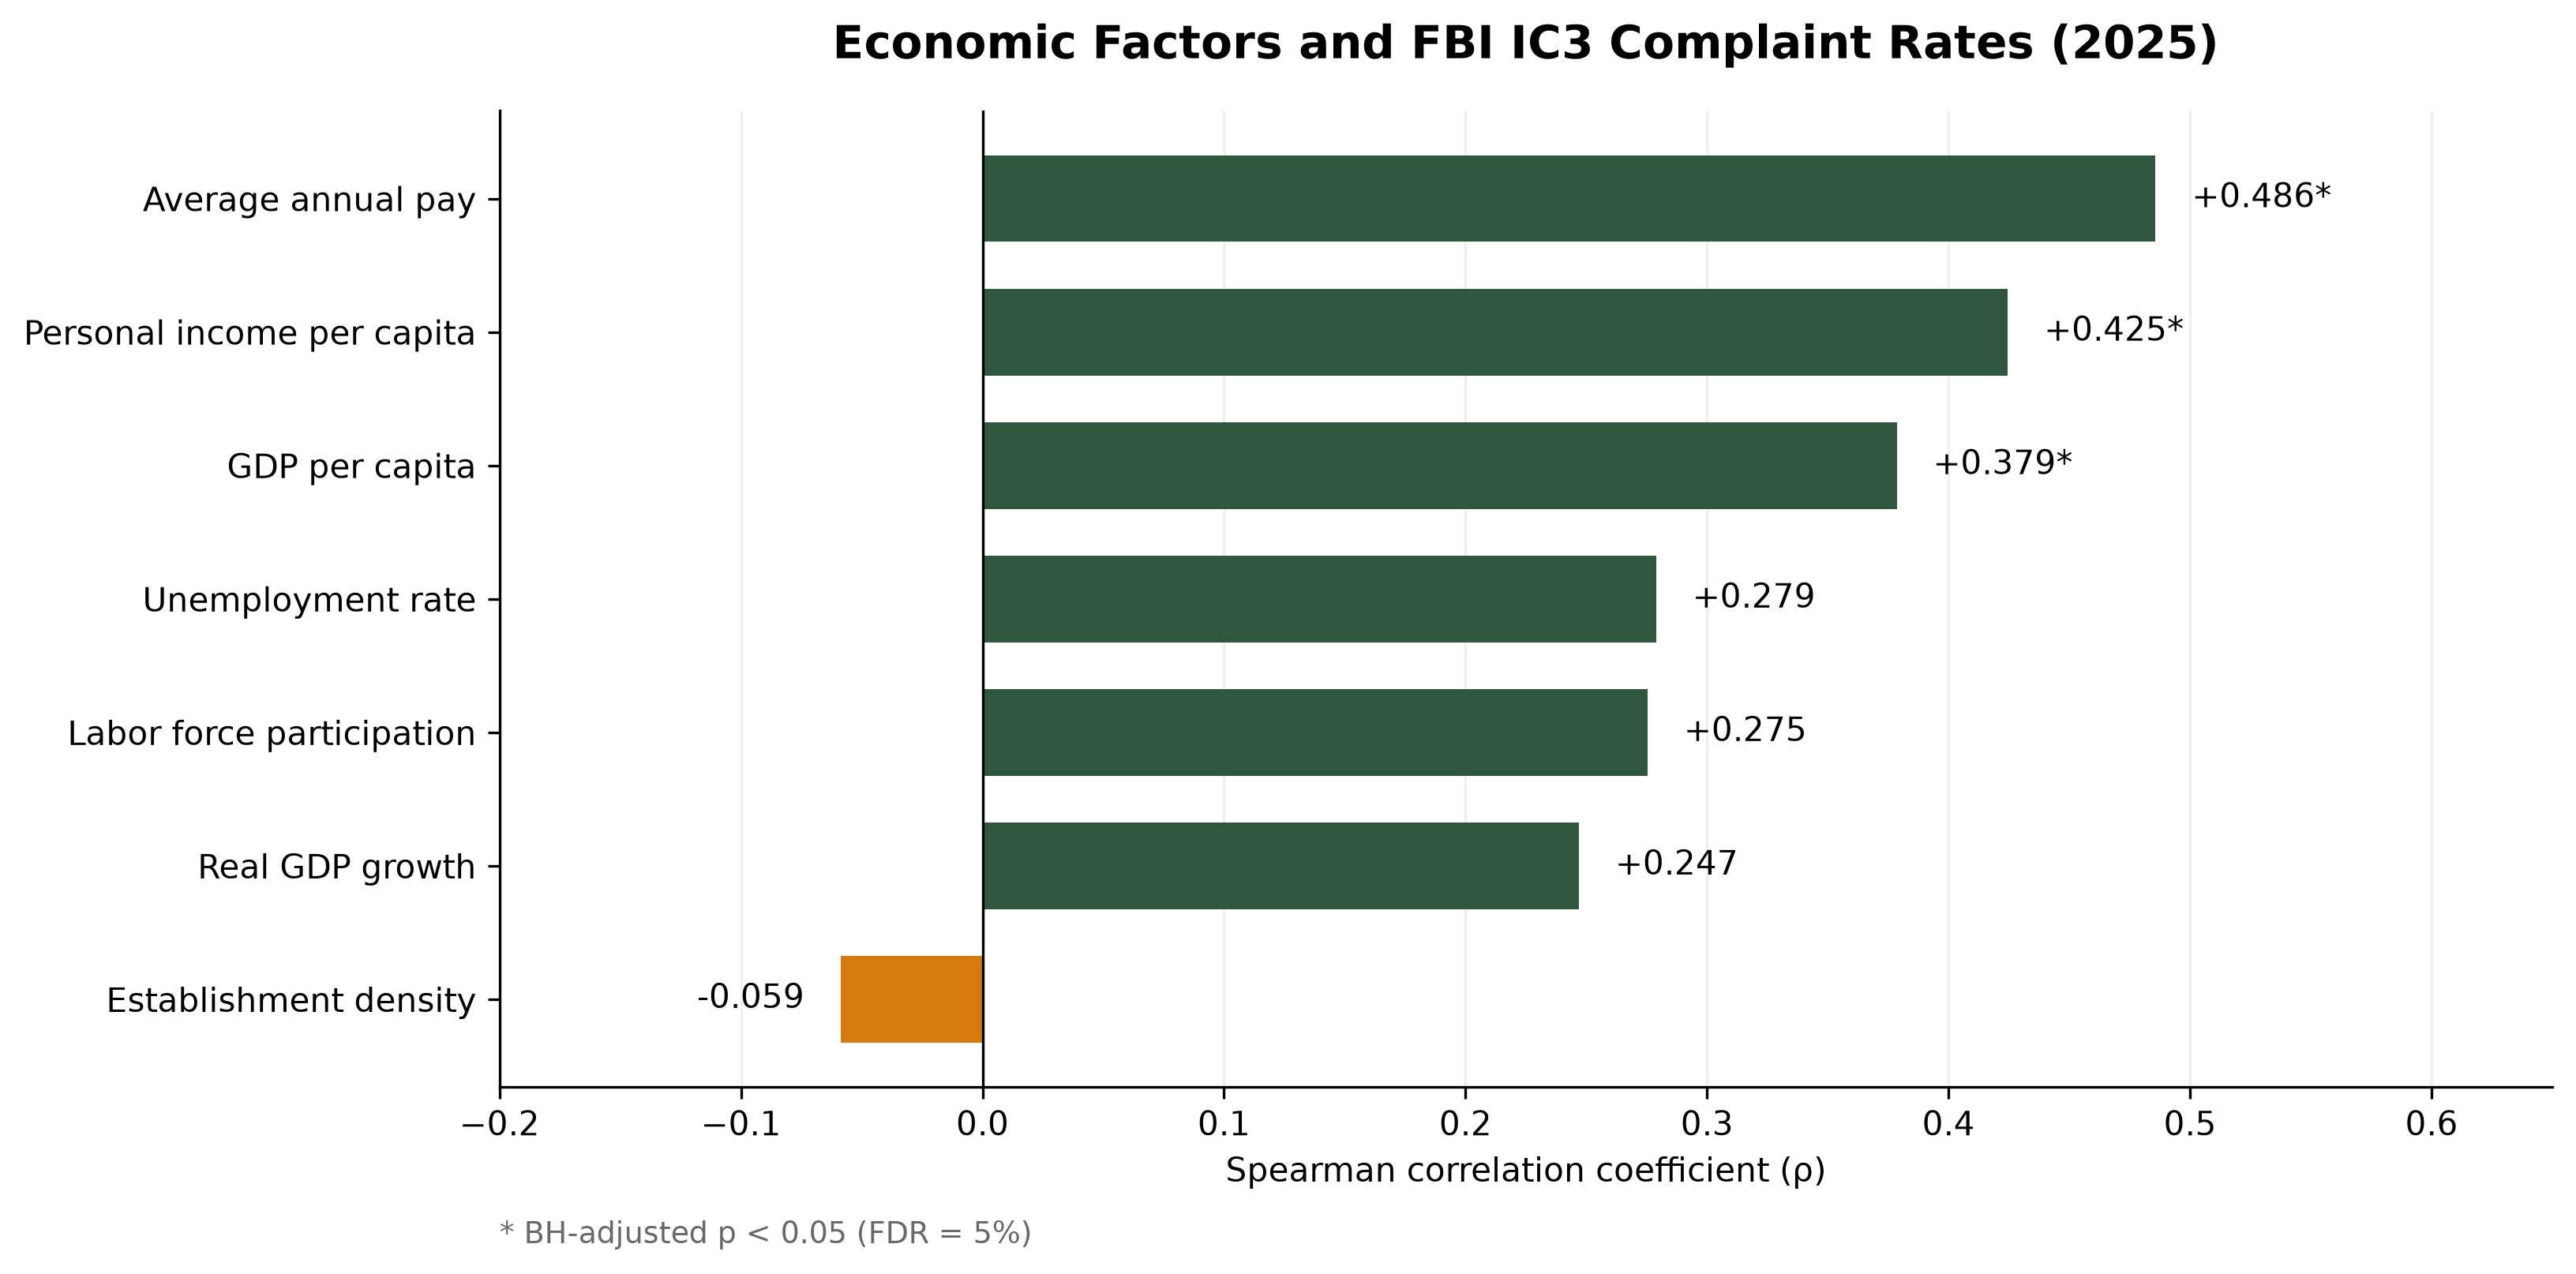 Economic Factors and FBI IC3 Complaint Rates (2025)
Average annual pay
+0.486*
Personal income per capita
+0.425*
GDP per capita
+0.379*
Unemployment rate
+0.279
Labor force participation
+0.275
Real GDP growth
+0.247
Establishment density
-0.059
−0.2 −0.1 0.0 0.1 0.2 0.3 0.4 0.5 0.6
Spearman correlation coefficient (ρ)
* BH-adjusted p < 0.05 (FDR = 5%)